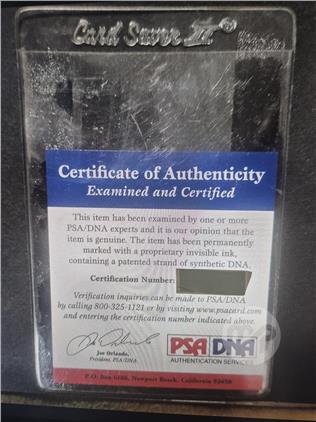 Card Saver II®
Certificate of Authenticity
Examined and Certified
This item has been examined by one or more
PSA/DNA experts and it is our opinion that the
item is genuine. The item has been permanently
marked with a proprietary invisible ink,
containing a patented strand of synthetic DNA.
Certification Number:
Verification inquiries can be made to PSA/DNA
by calling 800-325-1121 or by visiting www.psacard.com
and entering the certification number indicated above.
Joe Orlando,
President, PSA/DNA
PSA DNA
AUTHENTICATION SERVICES
P.O. Box 6180, Newport Beach, California 92658